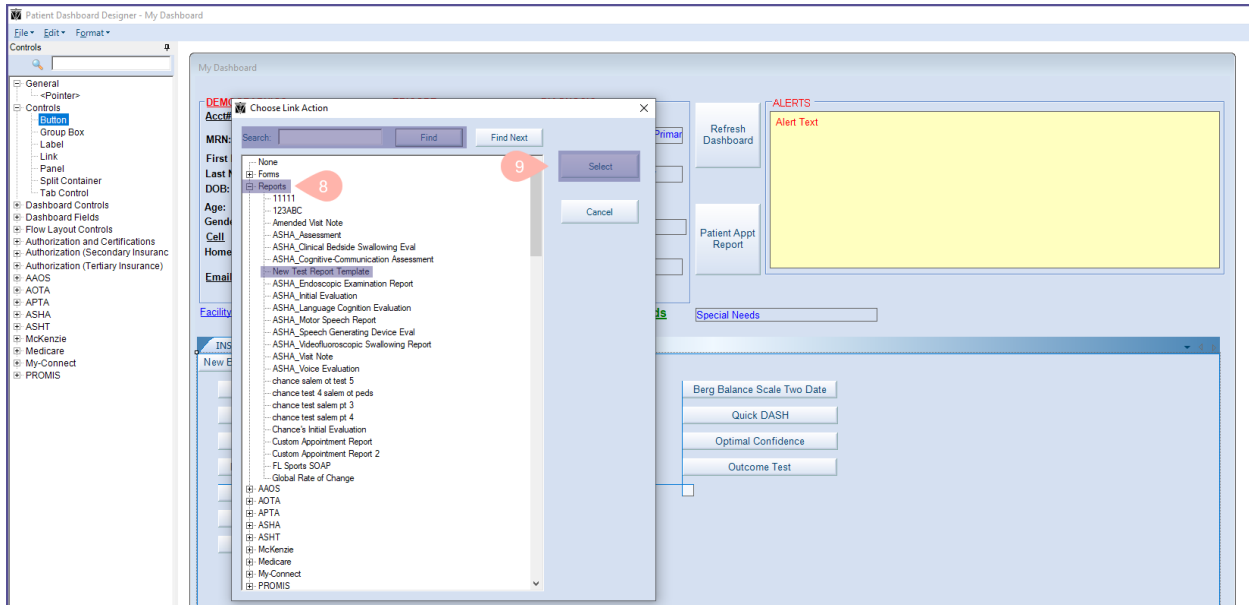 Patient Dashboard Designer - My Dashboard
File Edit Format
Controls
General
<Pointer>
Controls
Button
Group Box
Label
Link
Panel
Split Container
Tab Control
Dashboard Controls
Dashboard Fields
Flow Layout Controls
Authorization and Certifications
Authorization (Secondary Insuranc
Authorization (Tertiary Insurance)
AAOS
AOTA
APTA
ASHA
ASHT
McKenzie
Medicare
My-Connect
PROMIS
My Dashboard
Acct#
MRN:
First
DOB:
Age:
Cell
Home
Email
Facility
INS
Choose Link Action
Search:
Find
Find Next
None
Forms
Reports
8
11111
123ABC
Amended Visit Note
ASHA_Assessment
ASHA_Clinical Bedside Swallowing Eval
ASHA_Cognitive-Communication Assessment
New Test Report Template
ASHA_Endoscopic Examination Report
ASHA_Initial Evaluation
ASHA_Language Cognition Evaluation
ASHA_Motor Speech Report
ASHA_Speech Generating Device Eval
ASHA_Videofluoroscopic Swallowing Report
ASHA_Visit Note
ASHA_Voice Evaluation
chance salem ot test 5
chance test 4 salem ot peds
chance test salem pt 3
chance test salem pt 4
Chance's Initial Evaluation
Custom Appointment Report
Custom Appointment Report 2
FL Sports SOAP
Global Rate of Change
AAOS
AOTA
APTA
ASHA
ASHT
McKenzie
Medicare
My-Connect
PROMIS
9
Select
Cancel
Primar
Refresh
Dashboard
Patient Appt
Report
ALERTS
Alert Text
Special Needs
Berg Balance Scale Two Date
Quick DASH
Optimal Confidence
Outcome Test